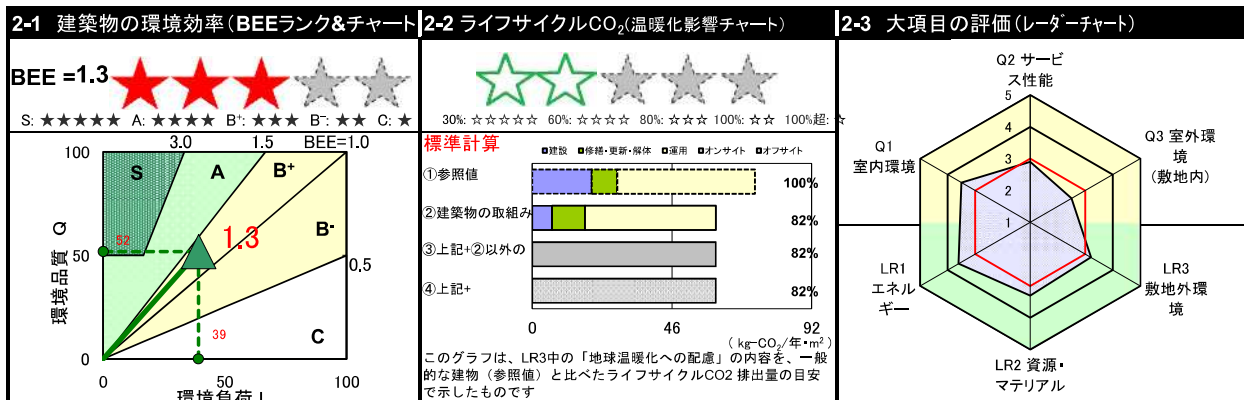 2-1 建築物の環境効率(BEEランク&チャート
BEE =1.3
S: ★★★★★ A: ★★★★ B⁺: ★★★ B⁻: ★★ C: ★
3.0 1.5 BEE=1.0
100
S A B⁺
B⁻
1.3
52
50
0.5
39
C
0
0 50 100
環境品質 Q
2-2 ライフサイクルCO₂(温暖化影響チャート)
30%: ☆☆☆☆☆ 60%: ☆☆☆☆ 80%: ☆☆☆ 100%: ☆☆ 100%超: ☆
標準計算
■建設 ■修繕・更新・解体 ■運用 ■オンサイト ■オフサイト
①参照値 100%
②建築物の取組み 82%
③上記+②以外の 82%
④上記+ 82%
0 46 92
( kg-CO₂/年・m²)
このグラフは、LR3中の「地球温暖化への配慮」の内容を、一般
的な建物(参照値)と比べたライフサイクルCO2 排出量の目安
で示したものです
2-3 大項目の評価(レーダーチャート)
Q2 サービ
ス性能
5
4
3
2
1
Q1
室内環境
Q3 室外環
境
(敷地内)
LR1
エネル
ギー
LR3
敷地外環
境
LR2 資源・
マテリアル